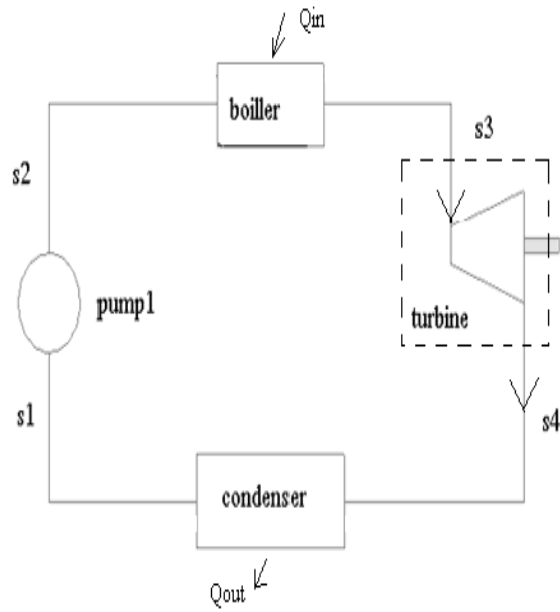 Qin
boiller
s3
s2
pump1
turbine
s1
s4
condenser
Qout